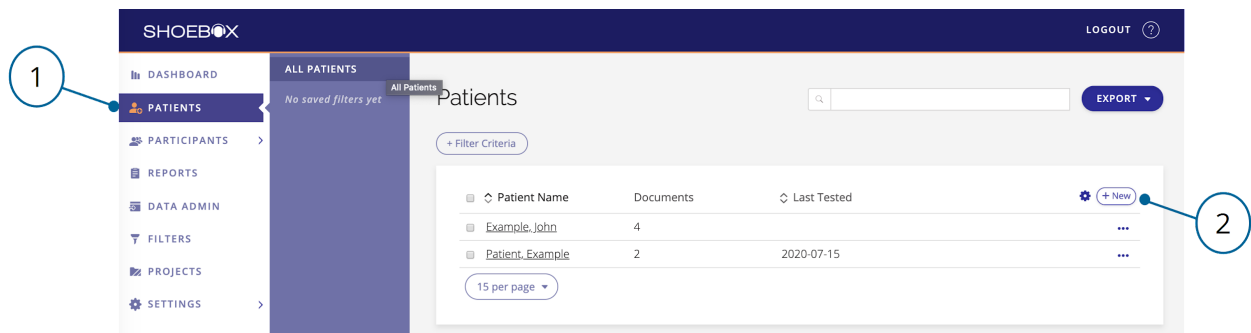 SHOEBOX
LOGOUT ?
1
DASHBOARD
PATIENTS
PARTICIPANTS
REPORTS
DATA ADMIN
FILTERS
PROJECTS
SETTINGS
ALL PATIENTS
No saved filters yet
All Patients
Patients
EXPORT
+ Filter Criteria
Patient Name Documents Last Tested + New
Example, John 4
Patient, Example 2 2020-07-15
15 per page
2